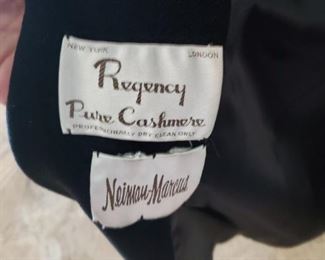 NEW YORK LONDON
Regency
Pure Cashmere
PROFESSIONALLY DRY CLEAN ONLY
Neiman-Marcus